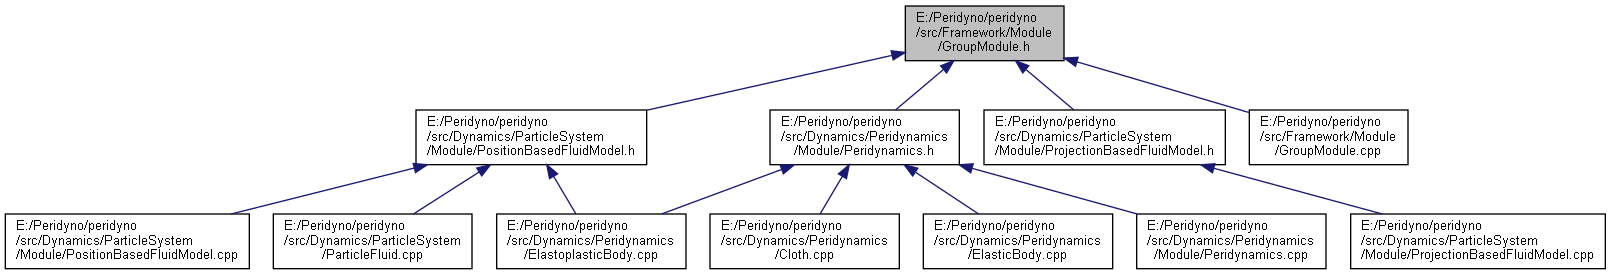 E:/Peridyno/peridyno
/src/Framework/Module
/GroupModule.h
E:/Peridyno/peridyno
/src/Dynamics/ParticleSystem
/Module/PositionBasedFluidModel.h
E:/Peridyno/peridyno
/src/Dynamics/Peridynamics
/Module/Peridynamics.h
E:/Peridyno/peridyno
/src/Dynamics/ParticleSystem
/Module/ProjectionBasedFluidModel.h
E:/Peridyno/peridyno
/src/Framework/Module
/GroupModule.cpp
E:/Peridyno/peridyno
/src/Dynamics/ParticleSystem
/Module/PositionBasedFluidModel.cpp
E:/Peridyno/peridyno
/src/Dynamics/ParticleSystem
/ParticleFluid.cpp
E:/Peridyno/peridyno
/src/Dynamics/Peridynamics
/ElastoplasticBody.cpp
E:/Peridyno/peridyno
/src/Dynamics/Peridynamics
/Cloth.cpp
E:/Peridyno/peridyno
/src/Dynamics/Peridynamics
/ElasticBody.cpp
E:/Peridyno/peridyno
/src/Dynamics/Peridynamics
/Module/Peridynamics.cpp
E:/Peridyno/peridyno
/src/Dynamics/ParticleSystem
/Module/ProjectionBasedFluidModel.cpp